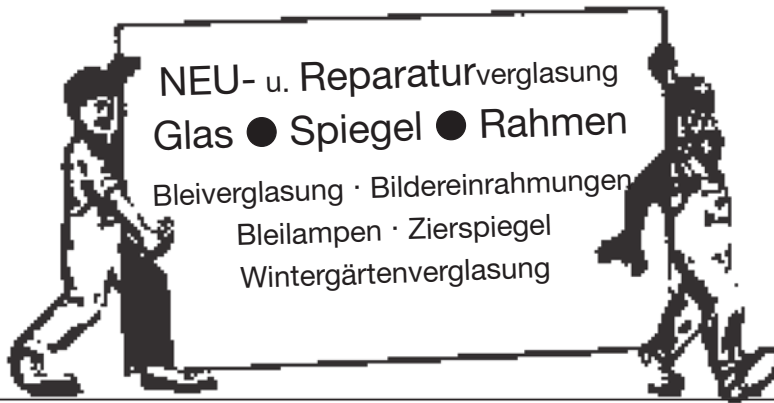 NEU- u. Reparaturverglasung
Glas ● Spiegel ● Rahmen
Bleiverglasung · Bildereinrahmungen
Bleilampen · Zierspiegel
Wintergärtenverglasung